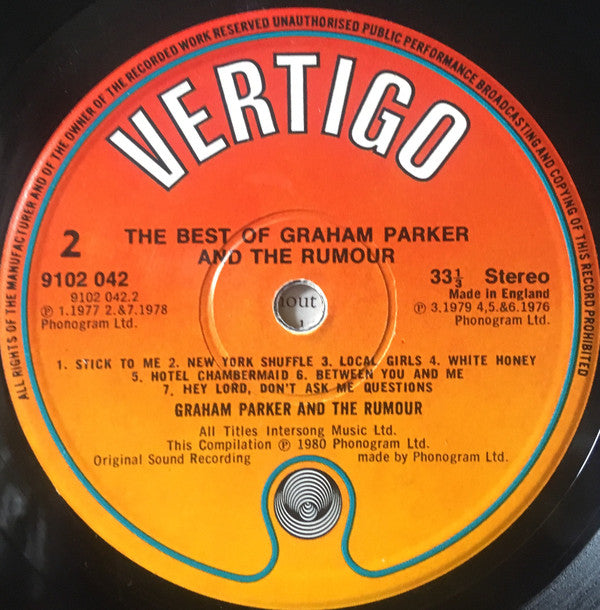 ALL RIGHTS OF THE MANUFACTURER AND OF THE OWNER OF THE RECORDED WORK RESERVED UNAUTHORISED PUBLIC PERFORMANCE BROADCASTING AND COPYING OF THIS RECORD PROHIBITED
VERTIGO
2
THE BEST OF GRAHAM PARKER
AND THE RUMOUR
9102 042
9102 042.2
℗ 1.1977 2.&7.1978
Phonogram Ltd.
33⅓ Stereo
Made in England
℗ 3.1979 4,5.&6.1976
Phonogram Ltd.
1. STICK TO ME 2. NEW YORK SHUFFLE 3. LOCAL GIRLS 4. WHITE HONEY
5. HOTEL CHAMBERMAID 6. BETWEEN YOU AND ME
7. HEY LORD, DON'T ASK ME QUESTIONS
GRAHAM PARKER AND THE RUMOUR
All Titles Intersong Music Ltd.
This Compilation ℗ 1980 Phonogram Ltd.
Original Sound Recording made by Phonogram Ltd.